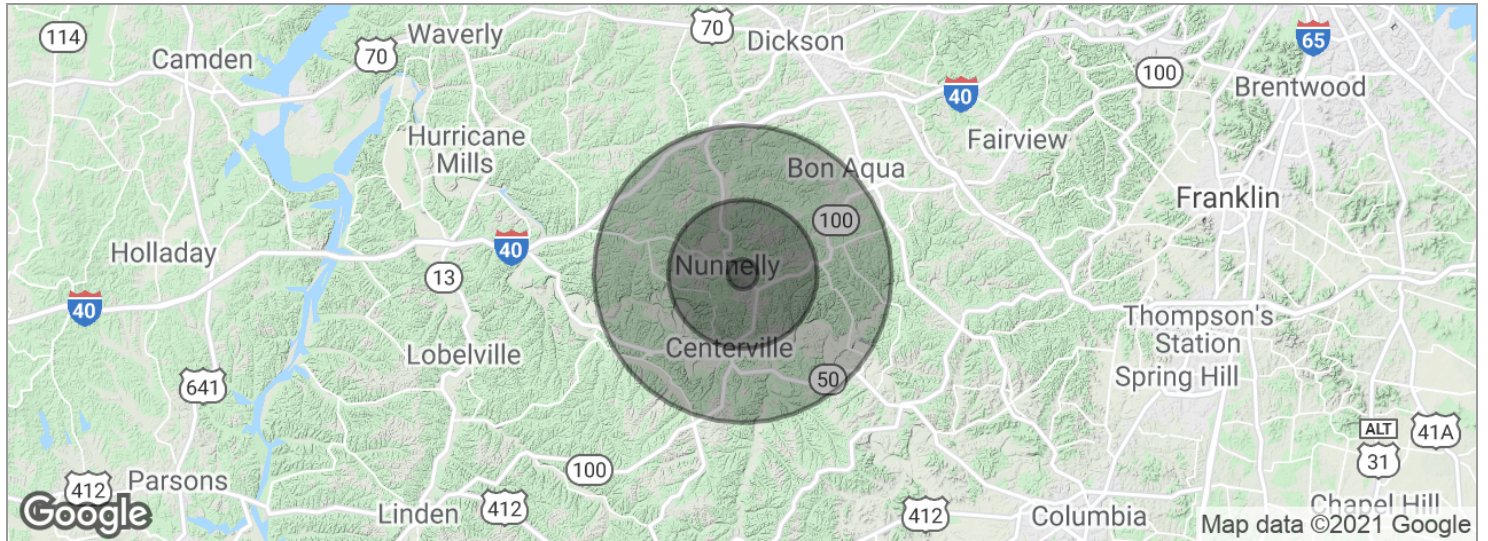 114
Waverly
70
70
Dickson
65
Camden
100
40
Brentwood
Hurricane
Mills
Fairview
Bon Aqua
Franklin
100
Holladay
40
13
Nunnelly
40
Thompson's
Station
Lobelville
Centerville
641
50
Spring Hill
ALT
41A
31
100
Parsons
412
Linden
412
412
Columbia
Chapel Hill
Google
Map data ©2021 Google